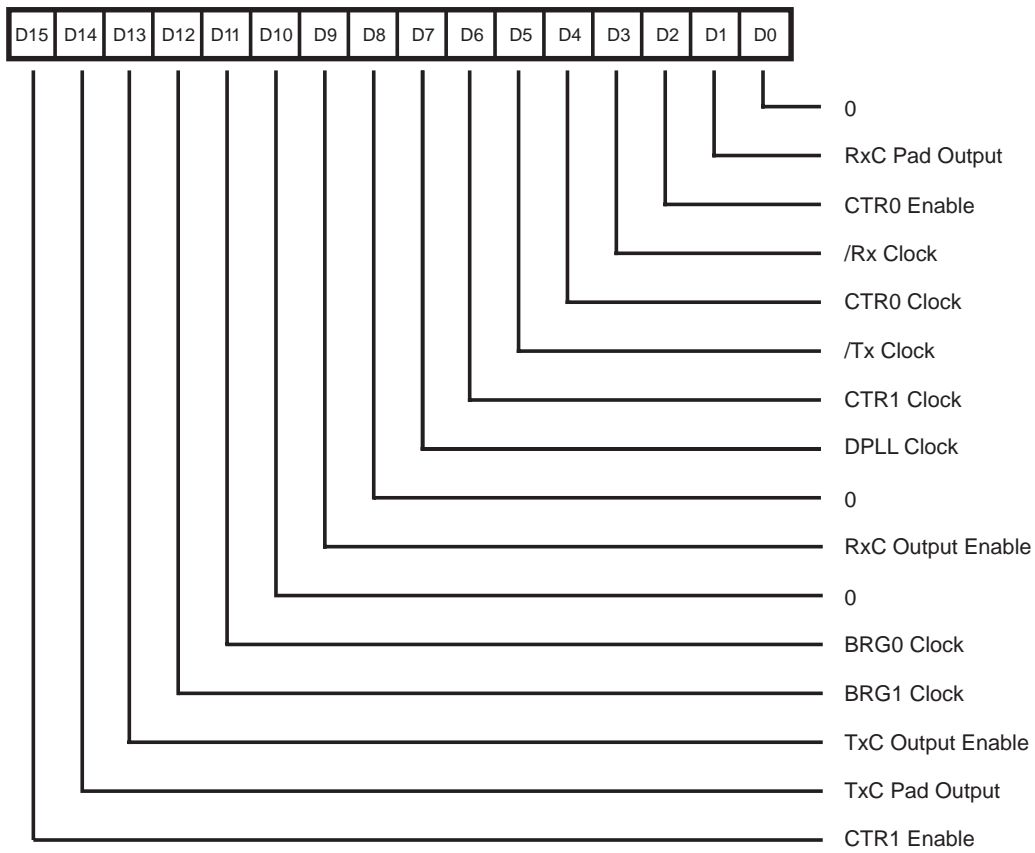 D15 D14 D13 D12 D11 D10 D9 D8 D7 D6 D5 D4 D3 D2 D1 D0
0
RxC Pad Output
CTR0 Enable
/Rx Clock
CTR0 Clock
/Tx Clock
CTR1 Clock
DPLL Clock
0
RxC Output Enable
0
BRG0 Clock
BRG1 Clock
TxC Output Enable
TxC Pad Output
CTR1 Enable